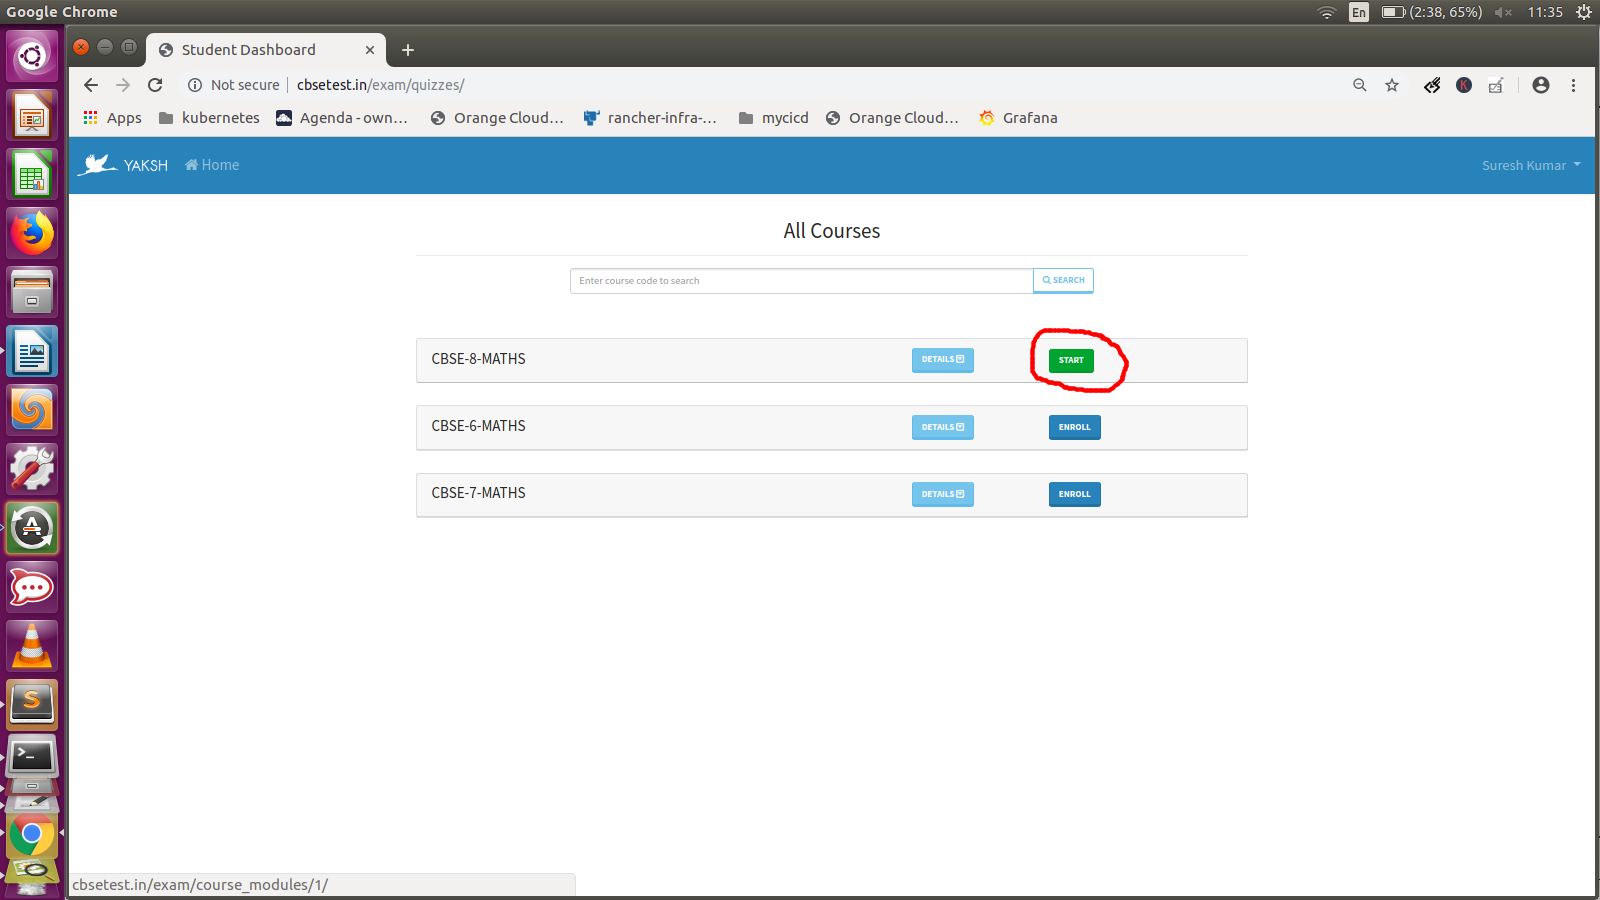 Google Chrome
En
(2:38, 65%)
11:35
Student Dashboard
Not secure
cbsetest.in/exam/quizzes/
K
Apps
kubernetes
Agenda - own...
Orange Cloud...
rancher-infra-...
mycicd
Orange Cloud...
Grafana
YAKSH
Home
Suresh Kumar
All Courses
Enter course code to search
SEARCH
CBSE-8-MATHS
DETAILS
START
CBSE-6-MATHS
DETAILS
ENROLL
CBSE-7-MATHS
DETAILS
ENROLL
cbsetest.in/exam/course_modules/1/